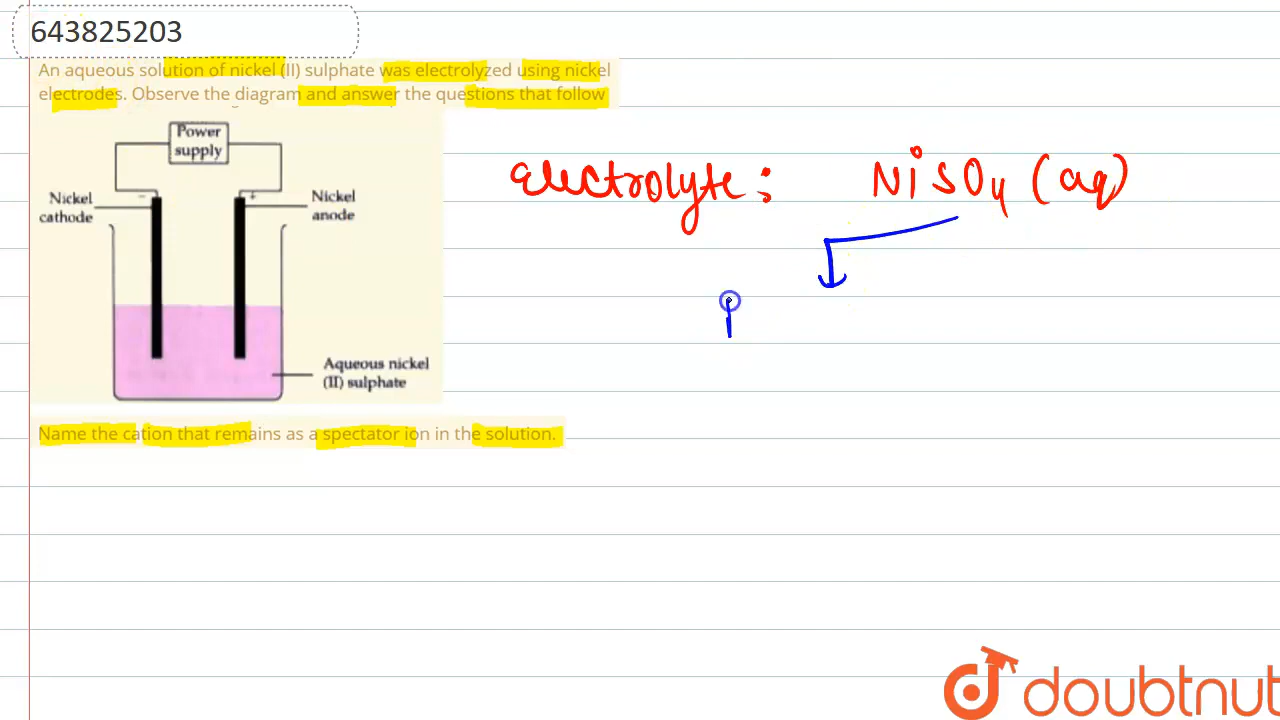 643825203
An aqueous solution of nickel (II) sulphate was electrolyzed using nickel
electrodes. Observe the diagram and answer the questions that follow
Power
supply
Nickel
cathode
−
+
Nickel
anode
Aqueous nickel
(II) sulphate
Name the cation that remains as a spectator ion in the solution.
Electrolyte : NiSO4 (aq)
doubtnut